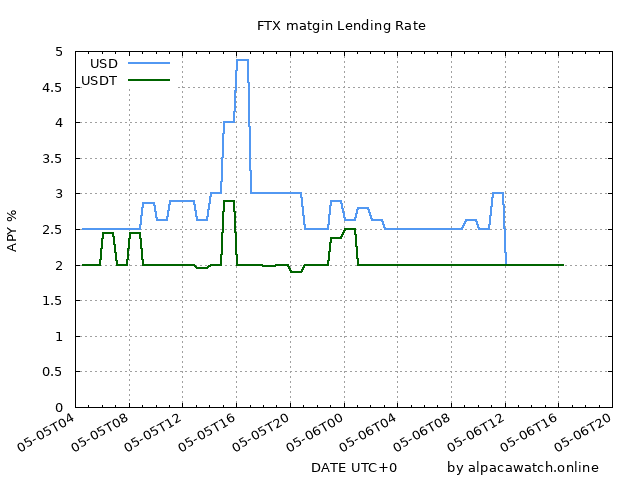 FTX matgin Lending Rate
USD
USDT
5
4.5
4
3.5
3
2.5
2
1.5
1
0.5
0
APY %
05-05T04
05-05T08
05-05T12
05-05T16
05-05T20
05-06T00
05-06T04
05-06T08
05-06T12
05-06T16
05-06T20
DATE UTC+0
by alpacawatch.online